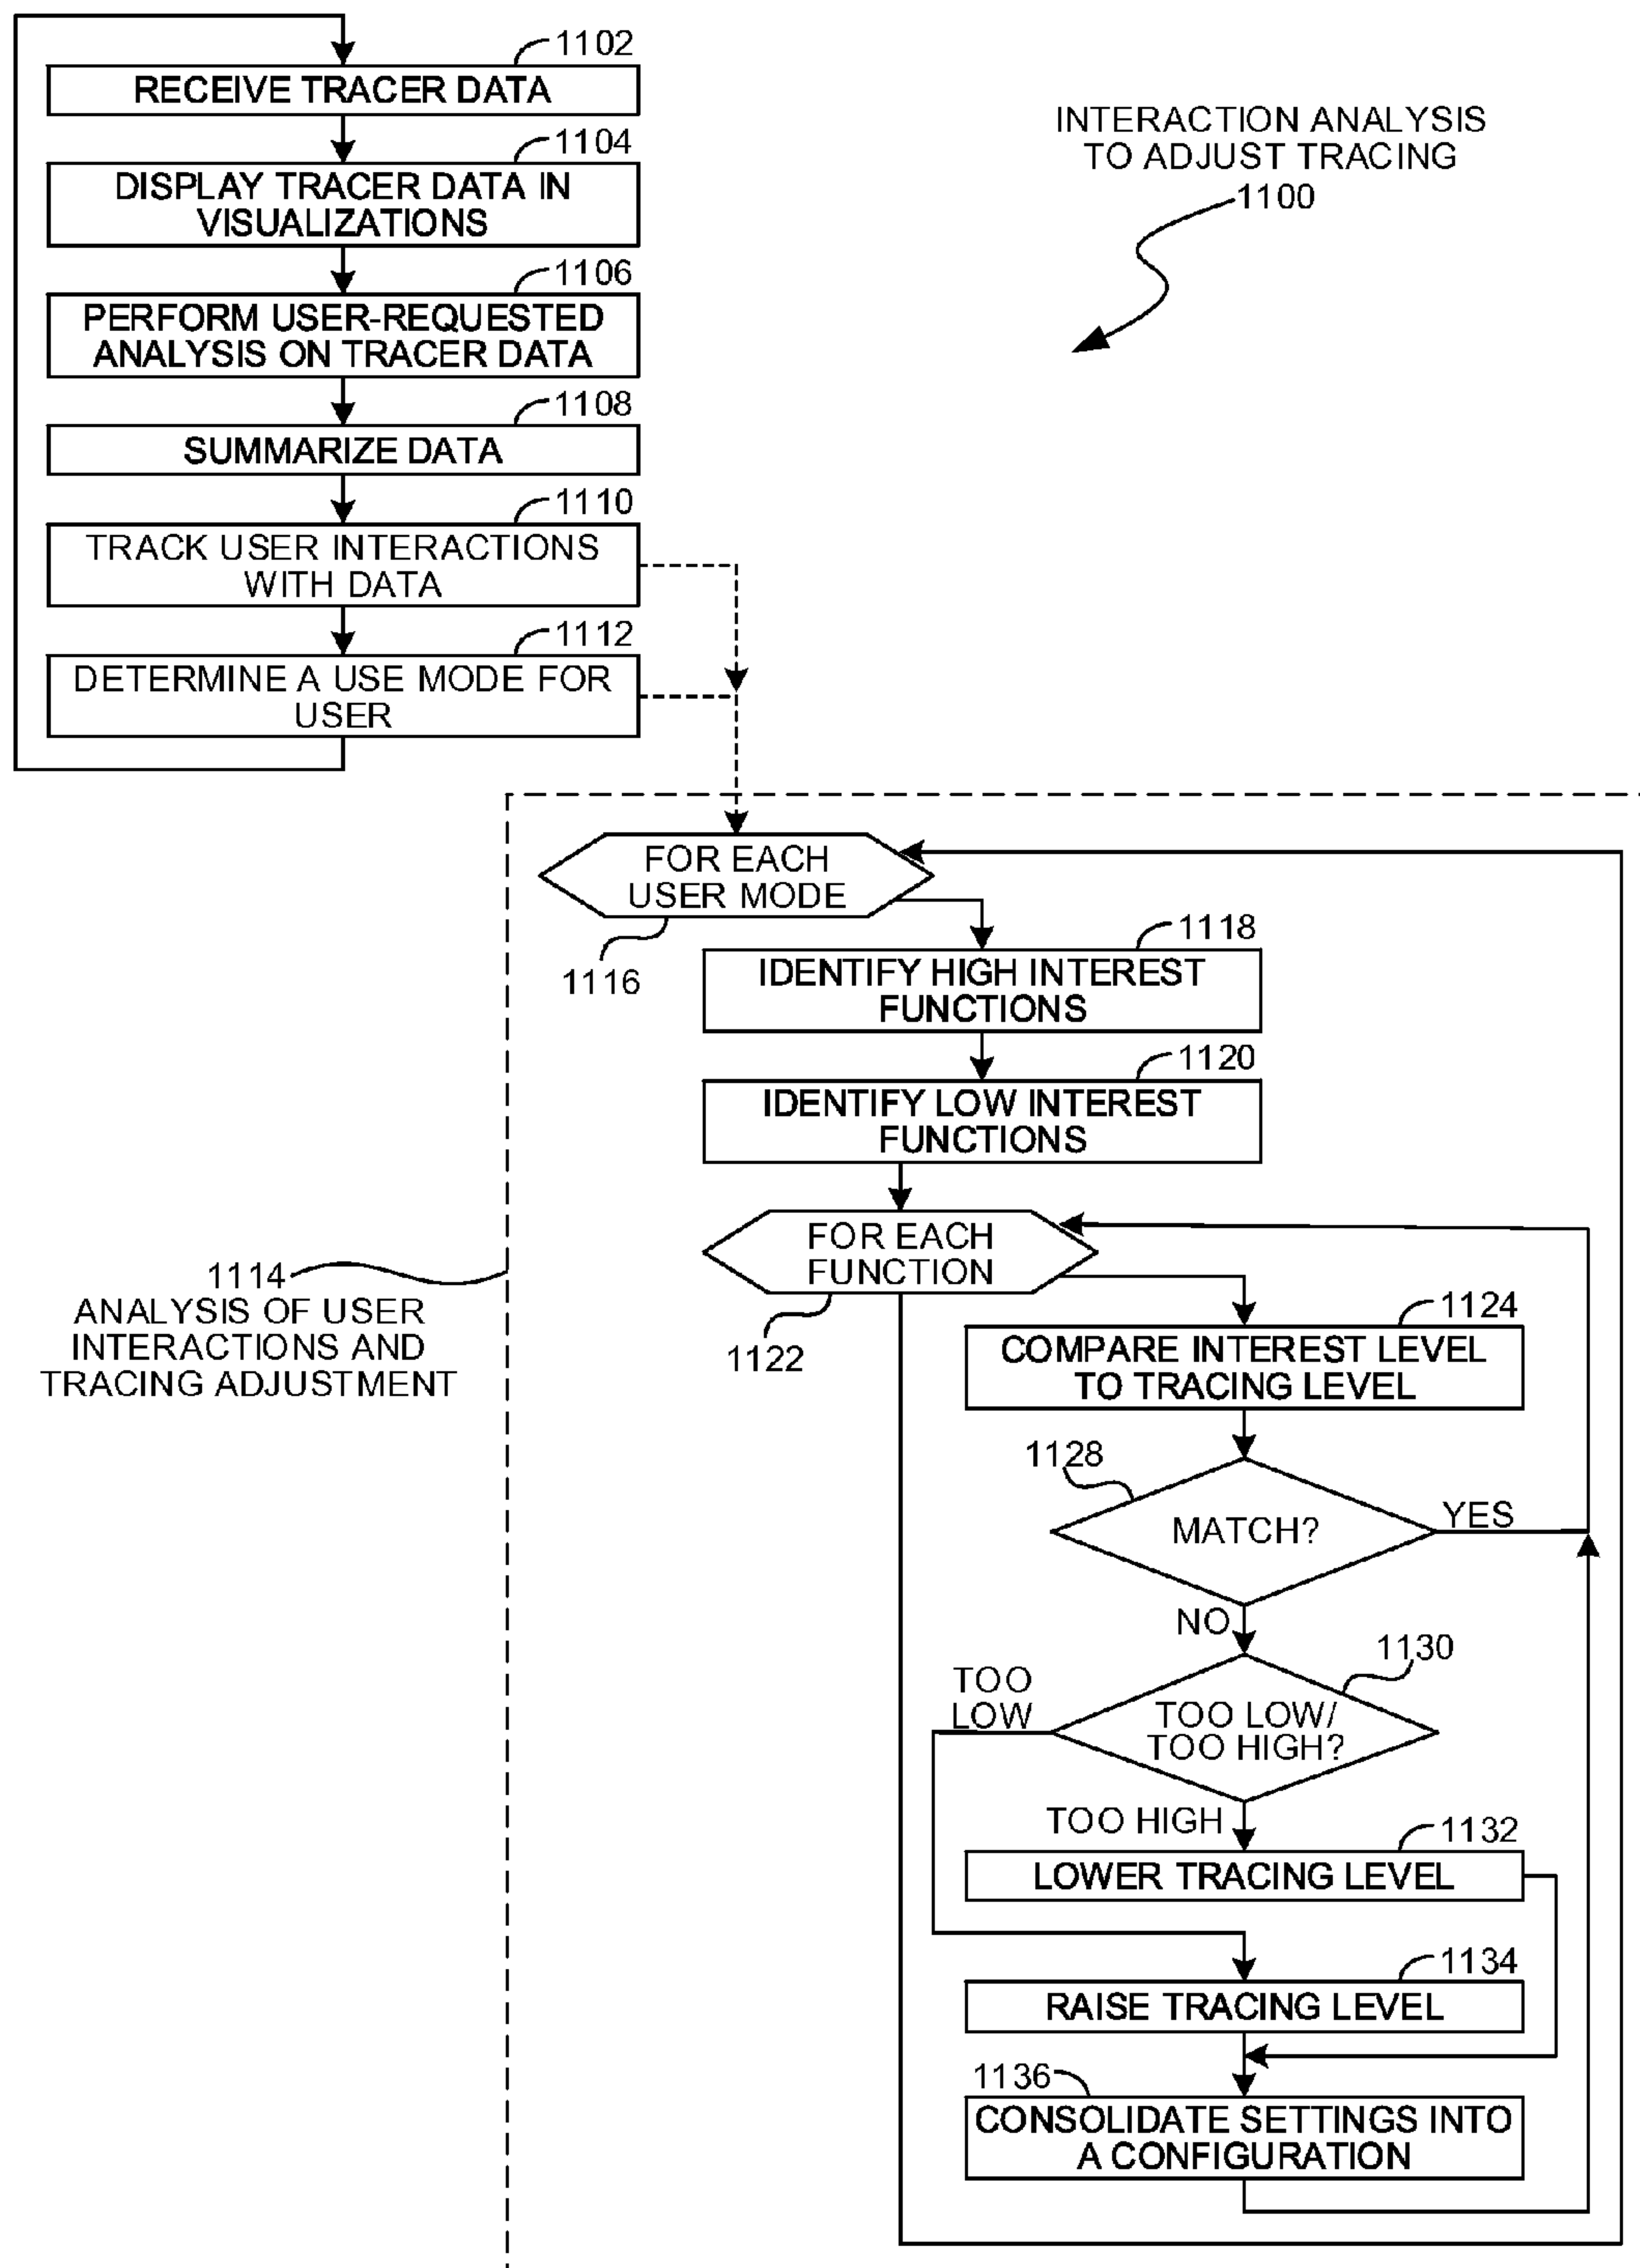 1102
RECEIVE TRACER DATA
1104
DISPLAY TRACER DATA IN
VISUALIZATIONS
1106
PERFORM USER-REQUESTED
ANALYSIS ON TRACER DATA
1108
SUMMARIZE DATA
1110
TRACK USER INTERACTIONS
WITH DATA
1112
DETERMINE A USE MODE FOR
USER
INTERACTION ANALYSIS
TO ADJUST TRACING
1100
FOR EACH
USER MODE
1116
1118
IDENTIFY HIGH INTEREST
FUNCTIONS
1120
IDENTIFY LOW INTEREST
FUNCTIONS
FOR EACH
FUNCTION
1122
1114
ANALYSIS OF USER
INTERACTIONS AND
TRACING ADJUSTMENT
1124
COMPARE INTEREST LEVEL
TO TRACING LEVEL
1128
MATCH?
YES
NO
1130
TOO
LOW
TOO LOW/
TOO HIGH?
TOO HIGH
1132
LOWER TRACING LEVEL
1134
RAISE TRACING LEVEL
1136
CONSOLIDATE SETTINGS INTO
A CONFIGURATION